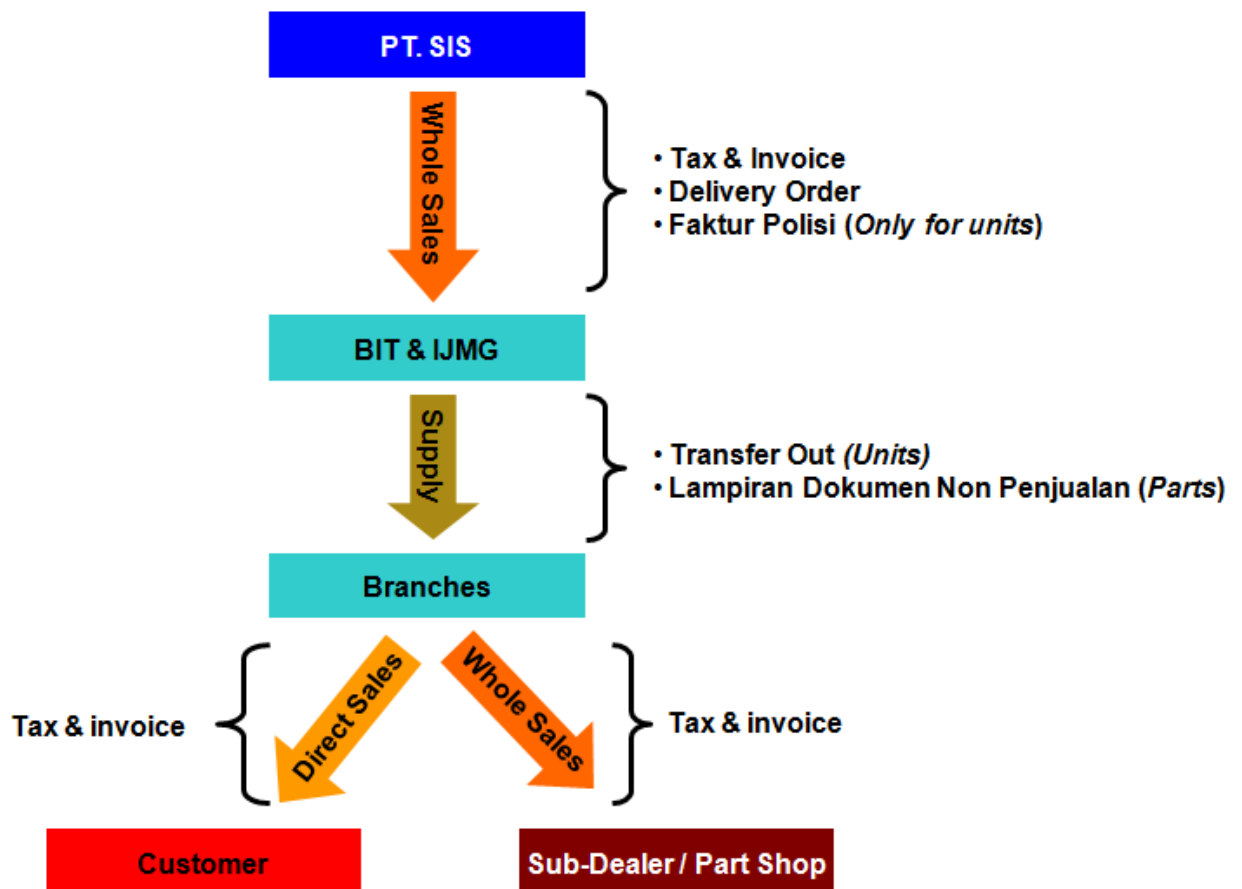 PT. SIS
Whole Sales
• Tax & Invoice
• Delivery Order
• Faktur Polisi (Only for units)
BIT & IJMG
Supply
• Transfer Out (Units)
• Lampiran Dokumen Non Penjualan (Parts)
Branches
Tax & invoice
Direct Sales
Whole Sales
Tax & invoice
Customer
Sub-Dealer / Part Shop